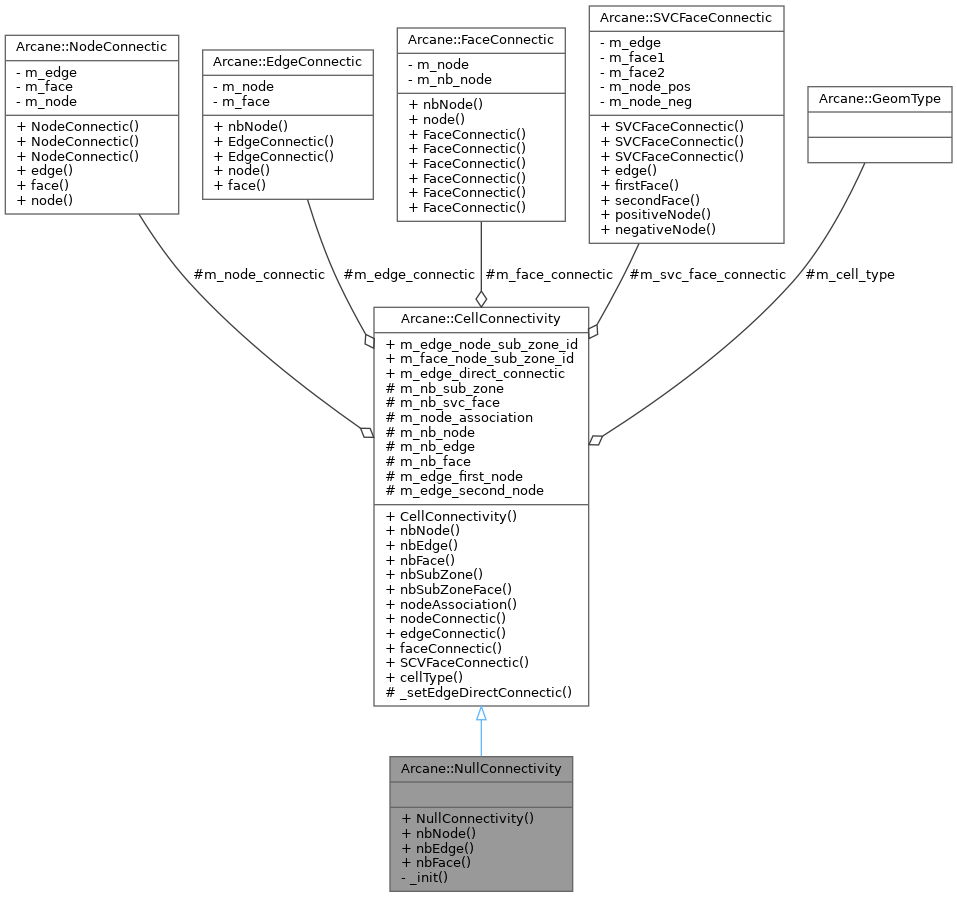 Arcane::NodeConnectic
- m_edge
- m_face
- m_node
+ NodeConnectic()
+ NodeConnectic()
+ NodeConnectic()
+ edge()
+ face()
+ node()
Arcane::EdgeConnectic
- m_node
- m_face
+ nbNode()
+ EdgeConnectic()
+ EdgeConnectic()
+ node()
+ face()
Arcane::FaceConnectic
- m_node
- m_nb_node
+ nbNode()
+ node()
+ FaceConnectic()
+ FaceConnectic()
+ FaceConnectic()
+ FaceConnectic()
+ FaceConnectic()
+ FaceConnectic()
Arcane::SVCFaceConnectic
- m_edge
- m_face1
- m_face2
- m_node_pos
- m_node_neg
+ SVCFaceConnectic()
+ SVCFaceConnectic()
+ SVCFaceConnectic()
+ edge()
+ firstFace()
+ secondFace()
+ positiveNode()
+ negativeNode()
Arcane::GeomType
#m_node_connectic
#m_edge_connectic
#m_face_connectic
#m_svc_face_connectic
#m_cell_type
Arcane::CellConnectivity
+ m_edge_node_sub_zone_id
+ m_face_node_sub_zone_id
+ m_edge_direct_connectic
# m_nb_sub_zone
# m_nb_svc_face
# m_node_association
# m_nb_node
# m_nb_edge
# m_nb_face
# m_edge_first_node
# m_edge_second_node
+ CellConnectivity()
+ nbNode()
+ nbEdge()
+ nbFace()
+ nbSubZone()
+ nbSubZoneFace()
+ nodeAssociation()
+ nodeConnectic()
+ edgeConnectic()
+ faceConnectic()
+ SCVFaceConnectic()
+ cellType()
# _setEdgeDirectConnectic()
Arcane::NullConnectivity
+ NullConnectivity()
+ nbNode()
+ nbEdge()
+ nbFace()
- _init()